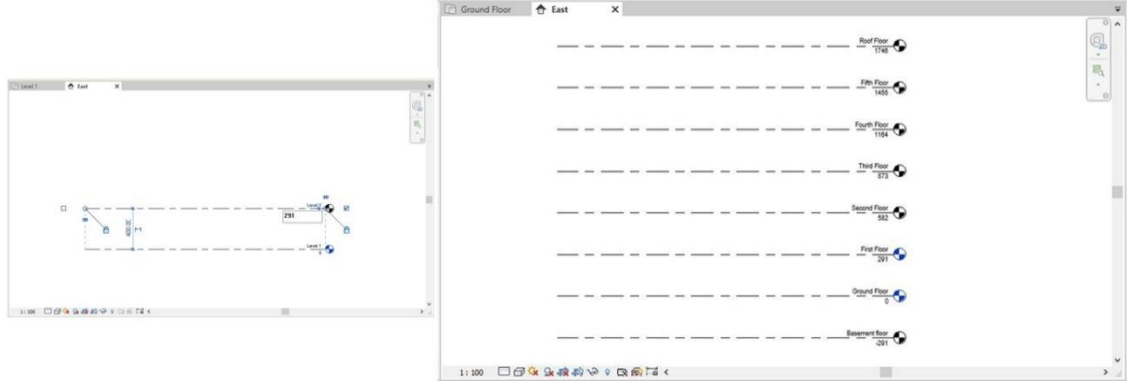 Level 1
East
X
Level 2
291
400.00
Level 1
0
1 : 100
Ground Floor
East
X
Roof Floor
1746
Fifth Floor
1455
Fourth Floor
1164
Third Floor
873
Second Floor
582
First Floor
291
Ground Floor
0
Basement floor
-291
1 : 100